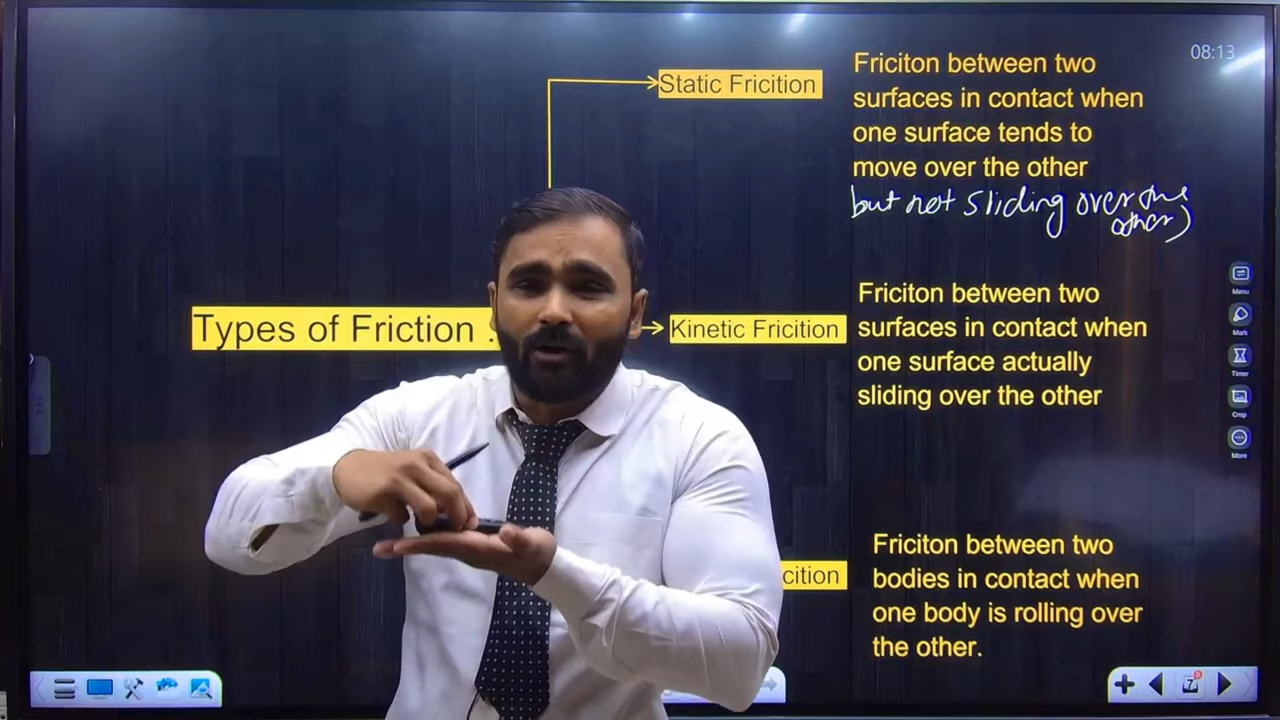 08:13
Static Fricition
Friciton between two
surfaces in contact when
one surface tends to
move over the other
but not sliding over the
other)
Types of Friction :
Kinetic Fricition
Friciton between two
surfaces in contact when
one surface actually
sliding over the other
cition
Friciton between two
bodies in contact when
one body is rolling over
the other.
Menu
Mark
Timer
Crop
More
7